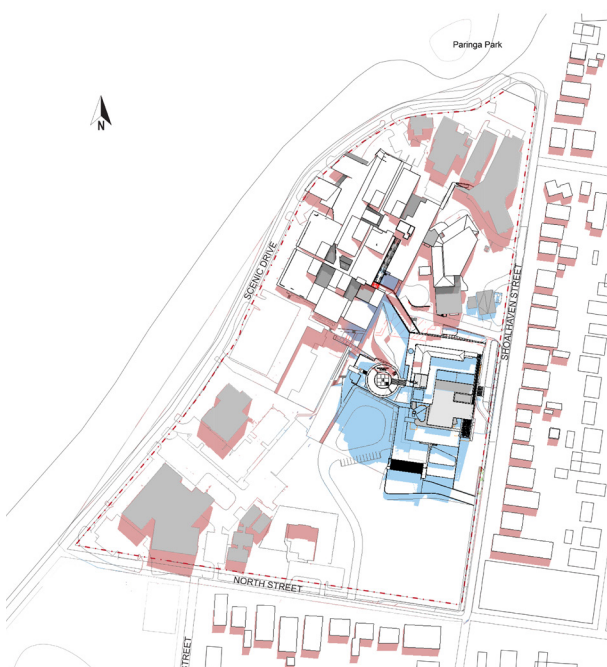 Paringa Park
N
SCENIC DRIVE
SHOALHAVEN STREET
NORTH STREET
STREET